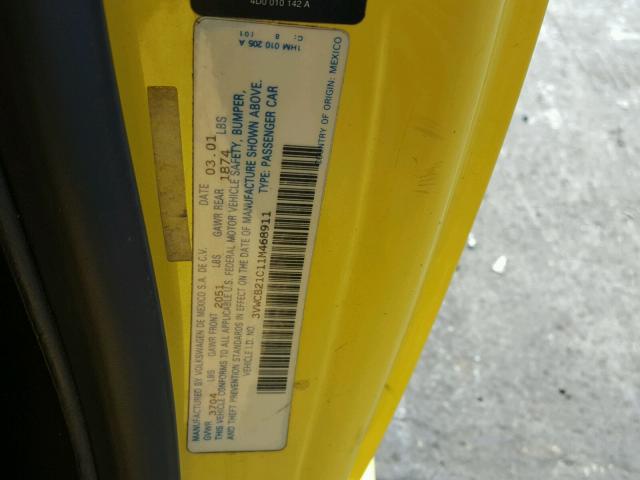 4D0 010 142 A
1HM 010 205 A
C: 8 (01
MANUFACTURED BY VOLKSWAGEN DE MEXICO S.A. DE C.V. DATE 03.01
GVWR 3704 LBS GAWR FRONT 2051 LBS GAWR REAR 1874 LBS
THIS VEHICLE CONFORMS TO ALL APPLICABLE U.S. FEDERAL MOTOR VEHICLE SAFETY, BUMPER,
AND THEFT PREVENTION STANDARDS IN EFFECT ON THE DATE OF MANUFACTURE SHOWN ABOVE.
VEHICLE I.D. NO. TYPE: PASSENGER CAR
3VWCB21C11M468911
COUNTRY OF ORIGIN: MEXICO